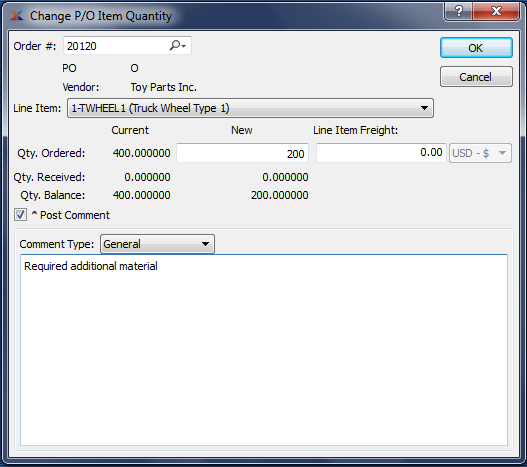 Change P/O Item Quantity
Order #: 20120
OK
PO O
Cancel
Vendor: Toy Parts Inc.
Line Item: 1-TWHEEL1 (Truck Wheel Type 1)
Current New Line Item Freight:
Qty. Ordered: 400.000000 200 0.00 USD - $
Qty. Received: 0.000000 0.000000
Qty. Balance: 400.000000 200.000000
^ Post Comment
Comment Type: General
Required additional material